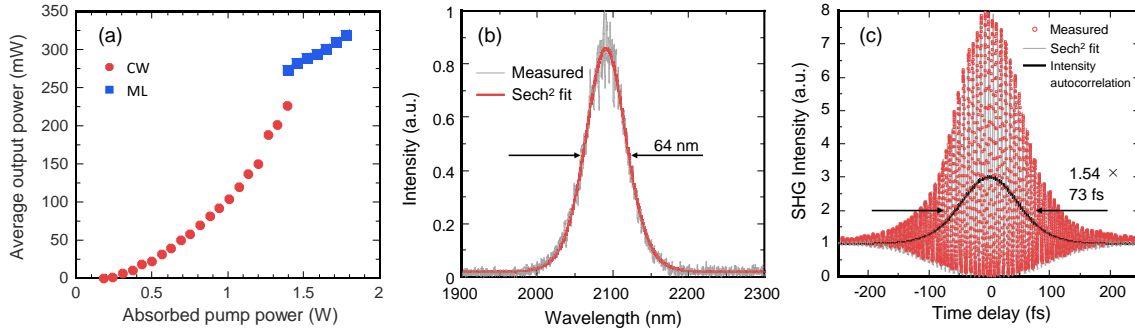 (a)
CW
ML
350
300
250
200
150
100
50
0
0
0.5
1
1.5
2
Average output power (mW)
Absorbed pump power (W)
(b)
Measured
Sech² fit
64 nm
1
0.8
0.6
0.4
0.2
0
1900
2000
2100
2200
2300
Intensity (a.u.)
Wavelength (nm)
(c)
Measured
Sech² fit
Intensity
autocorrelation
1.54 ×
73 fs
8
7
6
5
4
3
2
1
0
-200
-100
0
100
200
SHG Intensity (a.u.)
Time delay (fs)